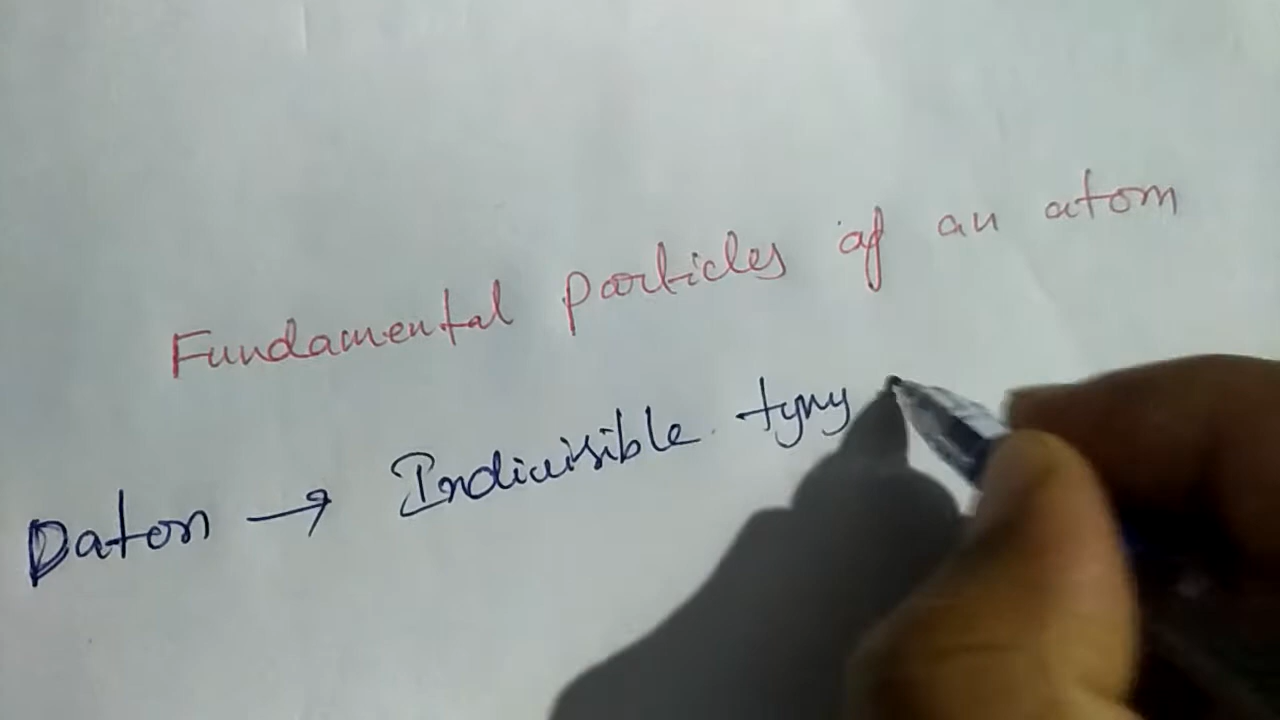 Fundamental particles of an atom
Daton → Indivisible tyny